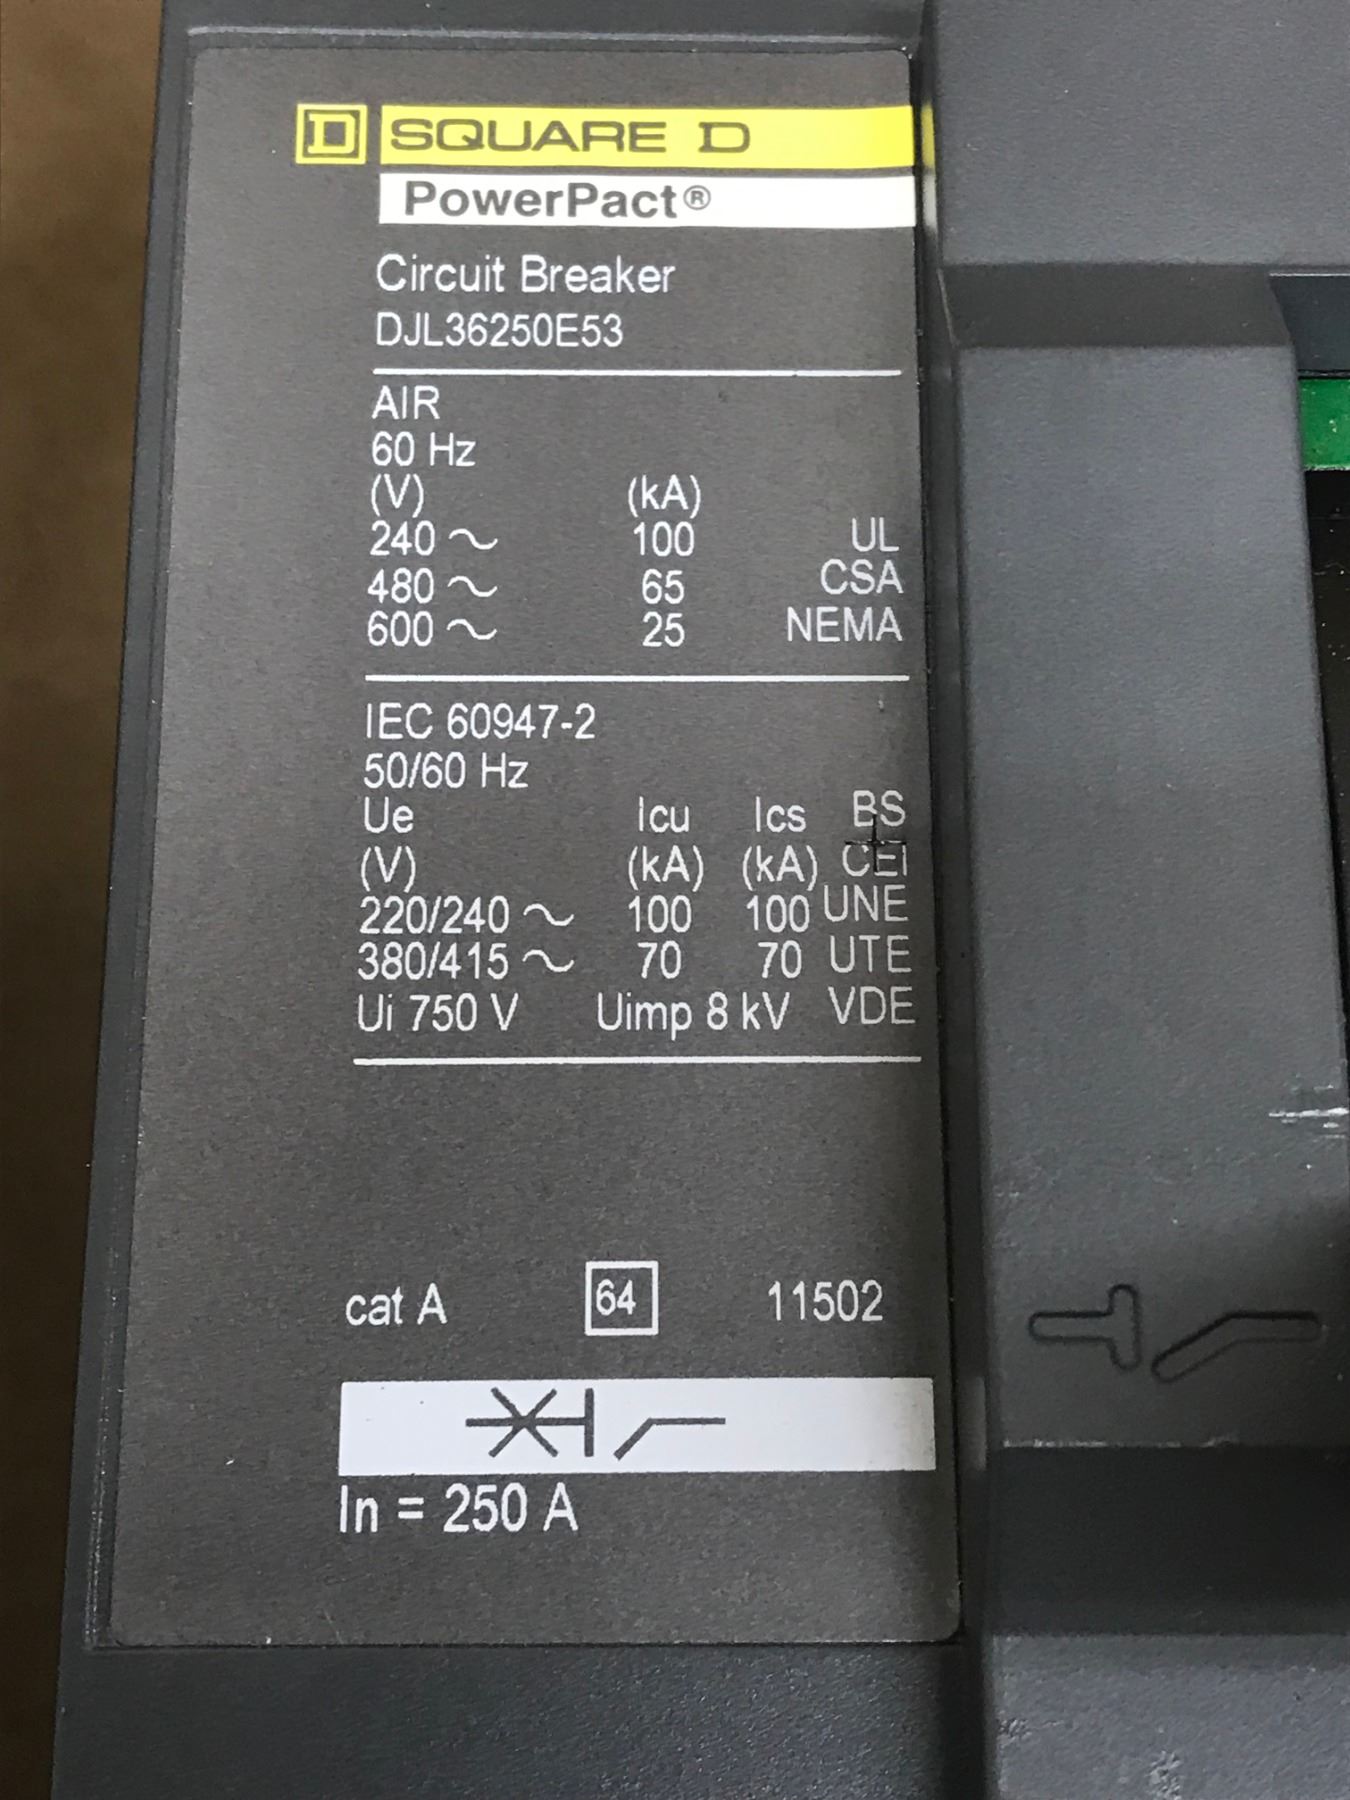 D SQUARE D
PowerPact®
Circuit Breaker
DJL36250E53
AIR
60 Hz
(V) (kA)
240 ~ 100 UL
480 ~ 65 CSA
600 ~ 25 NEMA
IEC 60947-2
50/60 Hz
Ue Icu Ics BS
(V) (kA) (kA) CEI
220/240 ~ 100 100 UNE
380/415 ~ 70 70 UTE
Ui 750 V Uimp 8 kV VDE
cat A 64 11502
In = 250 A